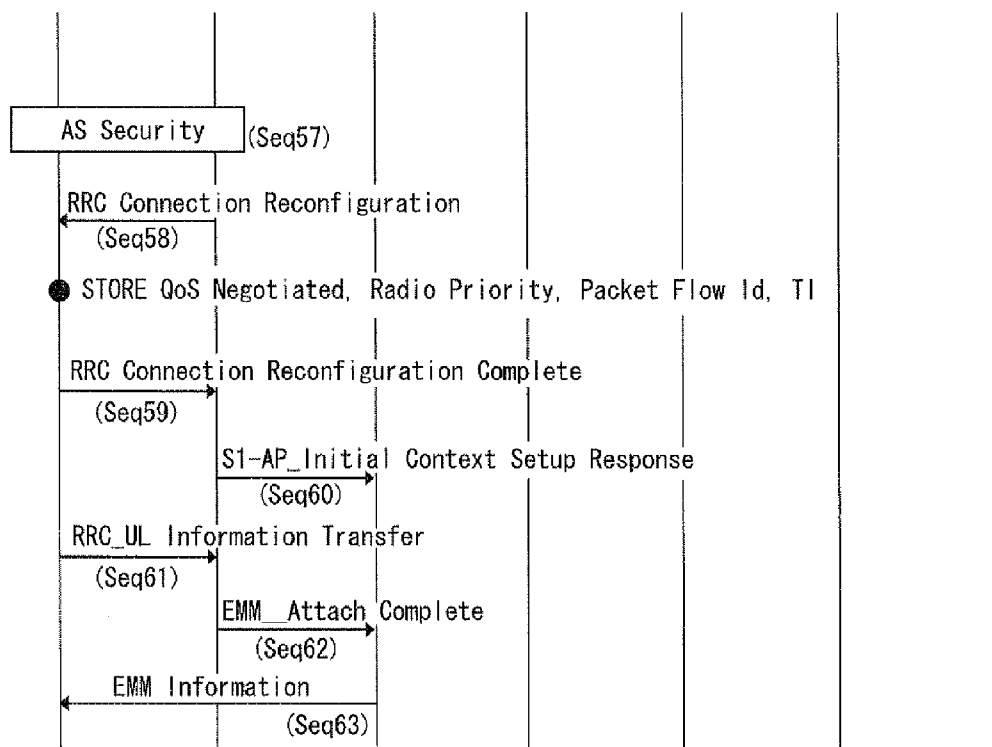 AS Security
(Seq57)
RRC Connection Reconfiguration
(Seq58)
STORE QoS Negotiated, Radio Priority, Packet Flow Id, TI
RRC Connection Reconfiguration Complete
(Seq59)
S1-AP_Initial Context Setup Response
(Seq60)
RRC_UL Information Transfer
(Seq61)
EMM__Attach Complete
(Seq62)
EMM Information
(Seq63)